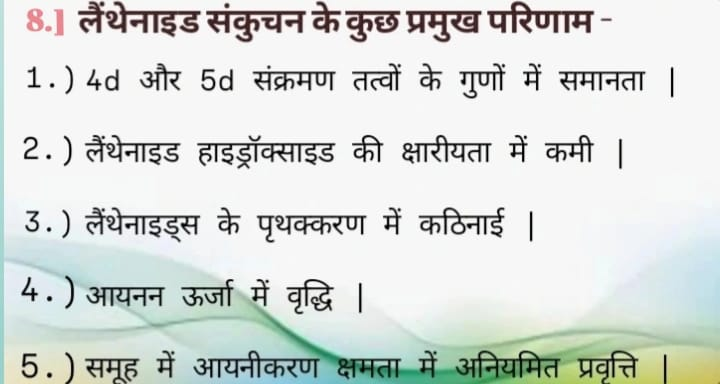 8.] लैंथेनाइड संकुचन के कुछ प्रमुख परिणाम -
1.) 4d और 5d संक्रमण तत्वों के गुणों में समानता |
2.) लैंथेनाइड हाइड्रॉक्साइड की क्षारीयता में कमी |
3.) लैंथेनाइड्स के पृथक्करण में कठिनाई |
4.) आयनन ऊर्जा में वृद्धि |
5.) समूह में आयनीकरण क्षमता में अनियमित प्रवृत्ति |